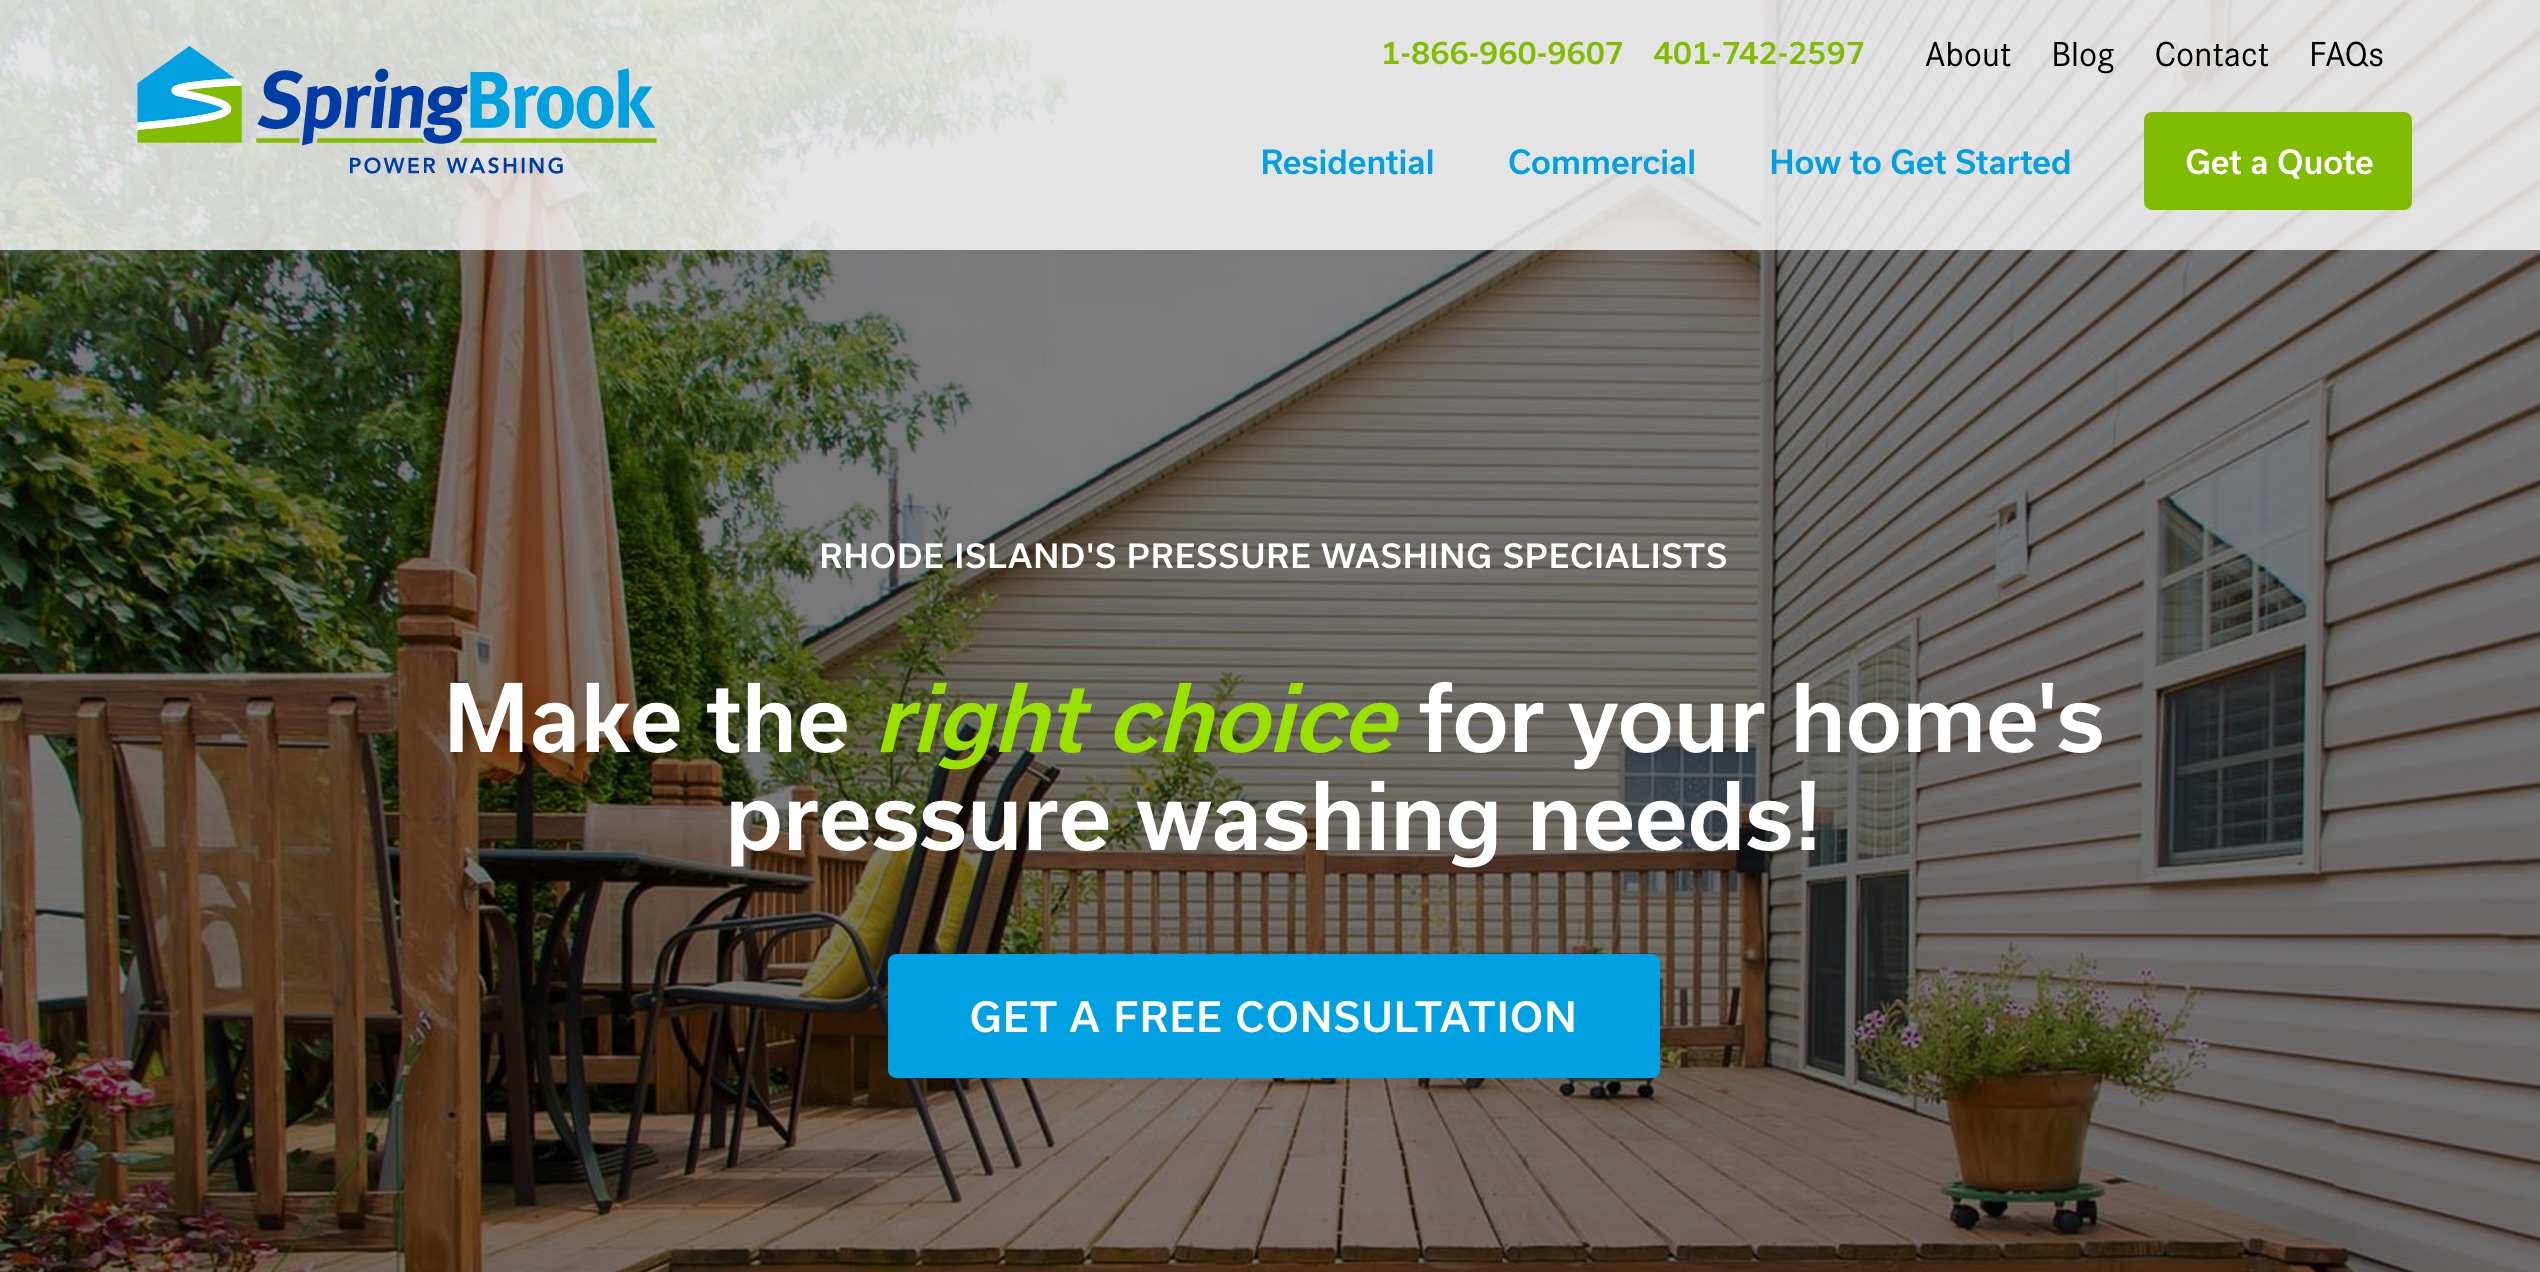 1-866-960-9607 401-742-2597 About Blog Contact FAQs
SpringBrook
POWER WASHING
Residential Commercial How to Get Started Get a Quote
RHODE ISLAND'S PRESSURE WASHING SPECIALISTS
Make the right choice for your home's
pressure washing needs!
GET A FREE CONSULTATION